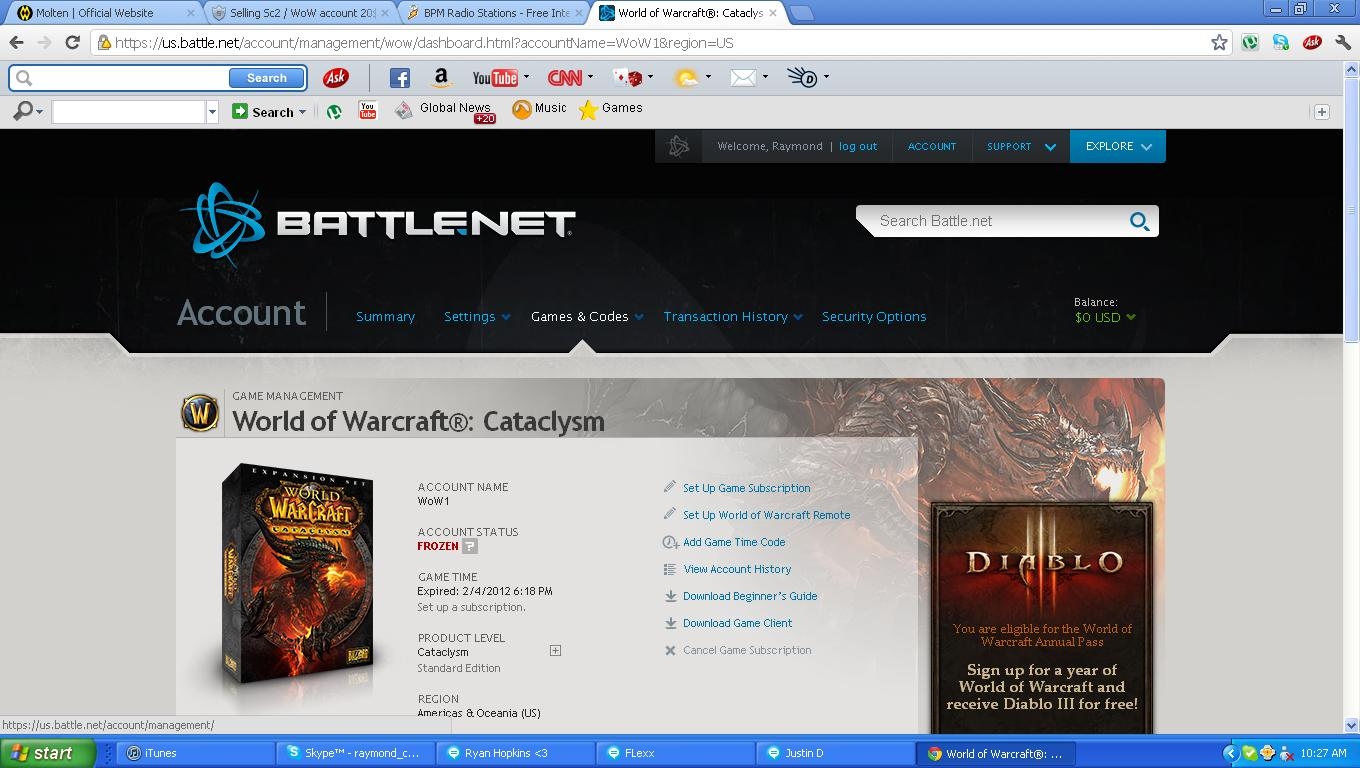 Molten | Official Website
Selling Sc2 / WoW account 20$
BPM Radio Stations - Free Inte
World of Warcraft®: Cataclys
https://us.battle.net/account/management/wow/dashboard.html?accountName=WoW1&region=US
Ask
Search
Ask
f
a
YouTube
CNN
Search
You Tube
Global News
+20
Music
Games
Welcome, Raymond | log out
ACCOUNT
SUPPORT
EXPLORE
BATTLE.NET
Search Battle.net
Account
Summary
Settings
Games & Codes
Transaction History
Security Options
Balance:
$0 USD
GAME MANAGEMENT
World of Warcraft®: Cataclysm
W
EXPANSION SET
WORLD OF WARCRAFT
CATACLYSM
BLIZZARD
ACCOUNT NAME
WoW1
ACCOUNT STATUS
FROZEN ?
GAME TIME
Expired: 2/4/2012 6:18 PM
Set up a subscription.
PRODUCT LEVEL
Cataclysm
Standard Edition
REGION
Americas & Oceania (US)
Set Up Game Subscription
Set Up World of Warcraft Remote
Add Game Time Code
View Account History
Download Beginner's Guide
Download Game Client
Cancel Game Subscription
DIABLO
III
You are eligible for the World of
Warcraft Annual Pass
Sign up for a year of
World of Warcraft and
receive Diablo III for free!
https://us.battle.net/account/management/
start
iTunes
Skype™ - raymond_c...
Ryan Hopkins <3
FLexx
Justin D
World of Warcraft®: ...
10:27 AM